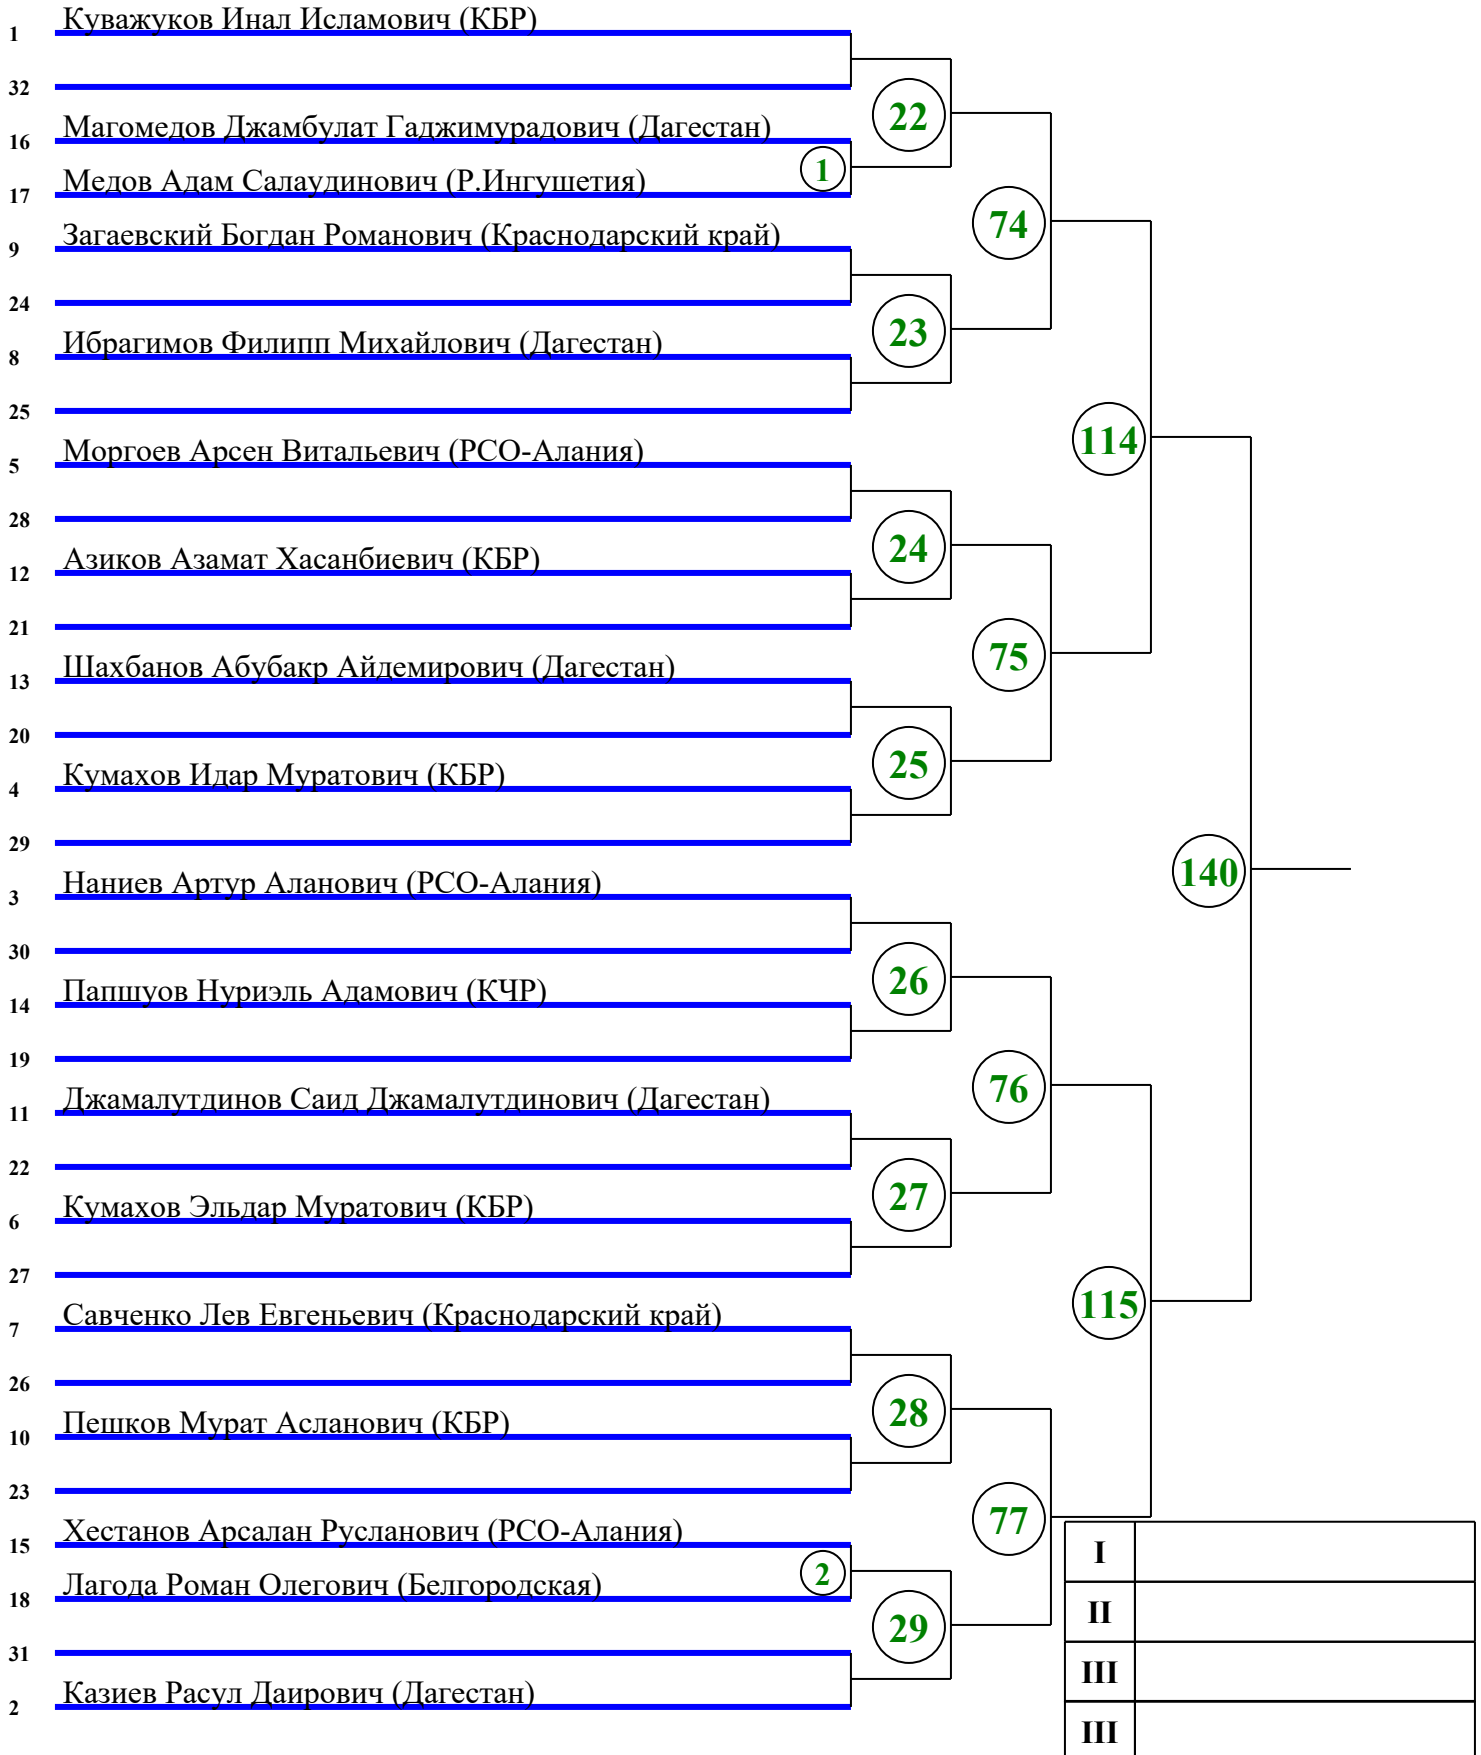 1 Куважуков Инал Исламович (КБР)
32
22
16 Магомедов Джамбулат Гаджимурадович (Дагестан)
1
17 Медов Адам Салаудинович (Р.Ингушетия)
74
9 Загаевский Богдан Романович (Краснодарский край)
24
23
8 Ибрагимов Филипп Михайлович (Дагестан)
25
114
5 Моргоев Арсен Витальевич (РСО-Алания)
28
24
12 Азиков Азамат Хасанбиевич (КБР)
21
75
13 Шахбанов Абубакр Айдемирович (Дагестан)
20
25
4 Кумахов Идар Муратович (КБР)
29
140
3 Наниев Артур Аланович (РСО-Алания)
30
26
14 Папшуов Нуриэль Адамович (КЧР)
19
76
11 Джамалутдинов Саид Джамалутдинович (Дагестан)
22
27
6 Кумахов Эльдар Муратович (КБР)
27
115
7 Савченко Лев Евгеньевич (Краснодарский край)
26
28
10 Пешков Мурат Асланович (КБР)
23
77
15 Хестанов Арсалан Русланович (РСО-Алания)
I
2
18 Лагода Роман Олегович (Белгородская)
II
29
31
III
2 Казиев Расул Даирович (Дагестан)
III